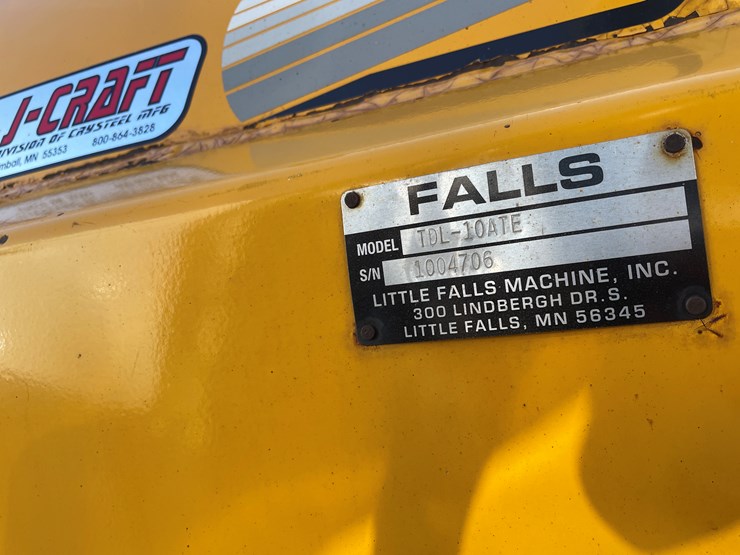 J-CRAFT
DIVISION OF CRYSTEEL MFG
mball, MN 55353 800-864-3828
FALLS
MODEL TDL-10ATE
S/N 1004706
LITTLE FALLS MACHINE, INC.
300 LINDBERGH DR. S.
LITTLE FALLS, MN 56345